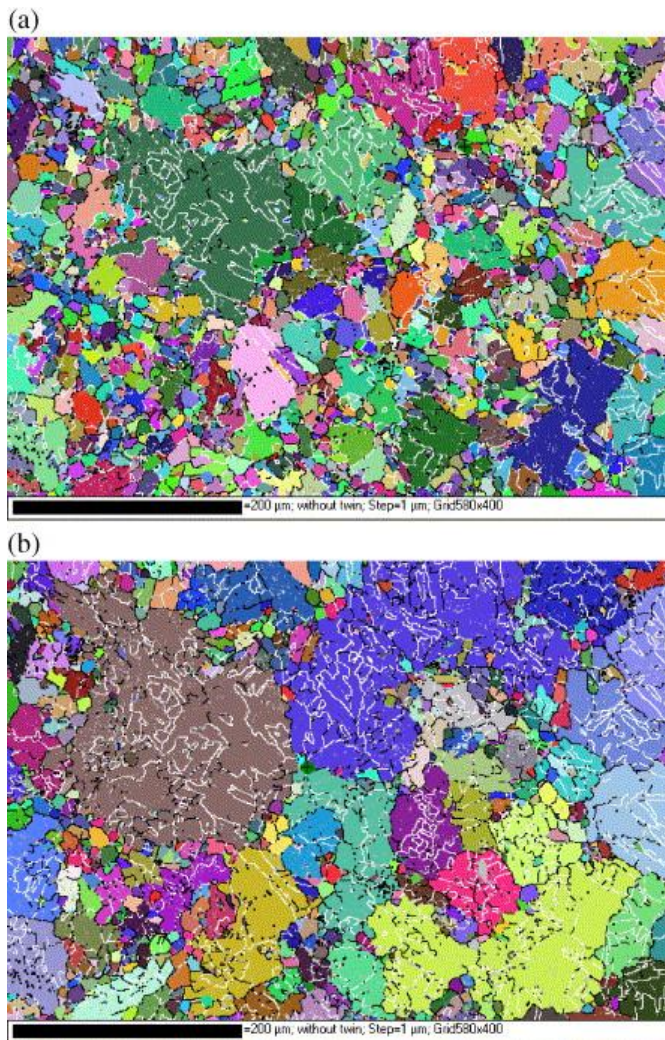 (a)
=200 µm; without twin; Step=1 µm; Grid580x400
(b)
=200 µm; without twin; Step=1 µm; Grid580x400